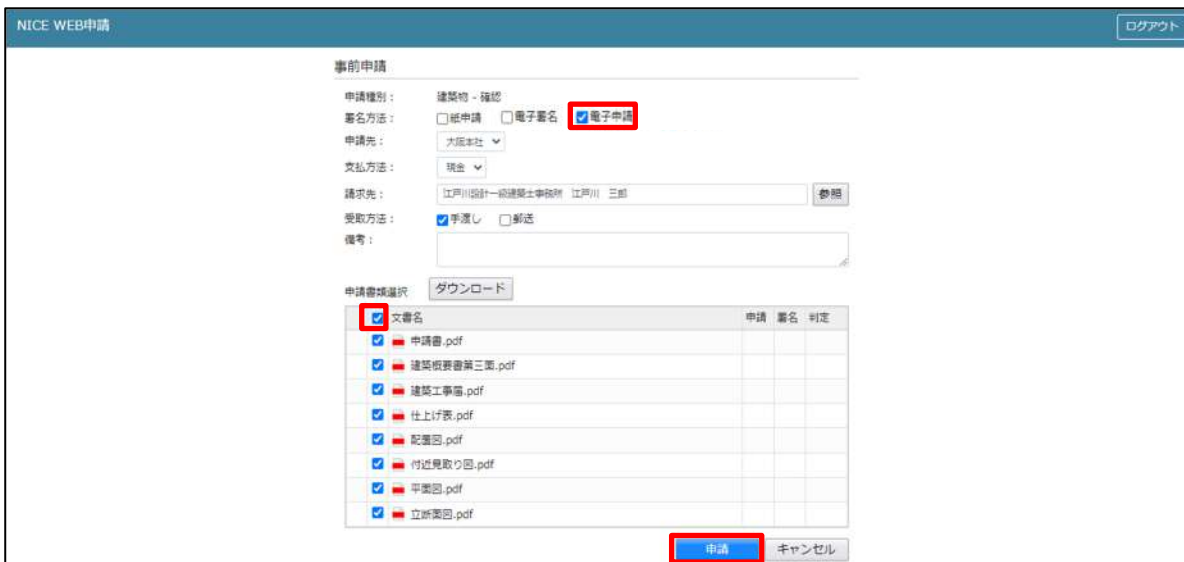 NICE WEB申請
ログアウト
事前申請
申請種別： 建築物 - 確認
署名方法： 紙申請 電子署名 電子申請
申請先： 大阪本社
支払方法： 現金
請求先： 江戸川設計一級建築士事務所 江戸川 三郎 参照
受取方法： 手渡し 郵送
備考：
申請書類選択 ダウンロード
文書名 申請 署名 判定
申請書.pdf
建築概要書第三面.pdf
建築工事届.pdf
仕上げ表.pdf
配置図.pdf
付近見取り図.pdf
平面図.pdf
立断面図.pdf
申請 キャンセル